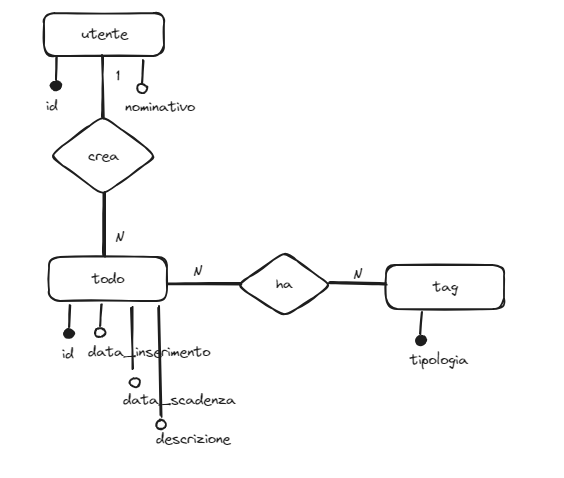 utente
1
id
nominativo
crea
N
todo
N
ha
N
tag
id
data_inserimento
tipologia
data_scadenza
descrizione